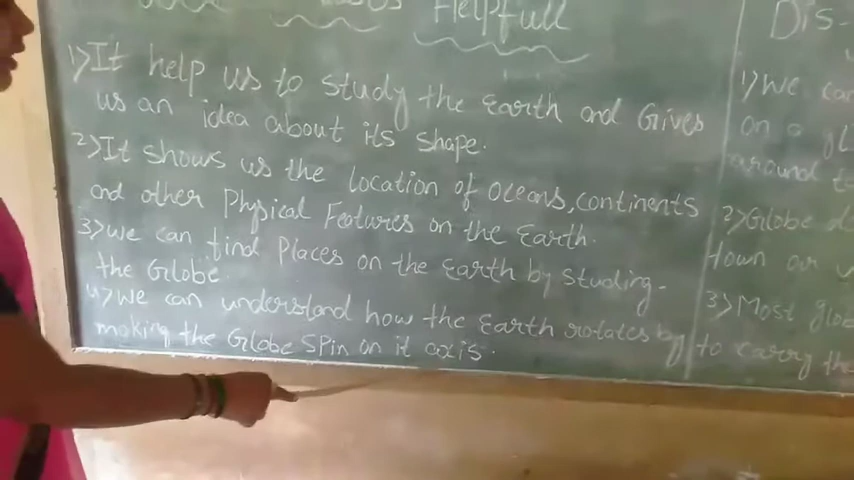 Helpfull
1) It help us to study the Earth and Gives
us an idea about its shape.
2) It shows us the location of oceans, continents
and other Physical Features on the Earth.
3) we can find Places on the Earth by studing-
the Globe.
4) we can understand how the Earth rotates by
making the Globe spin on it axis.
Dis-
1) we can
on a
around
2) Globe
town or
3) Most glob
to carry the